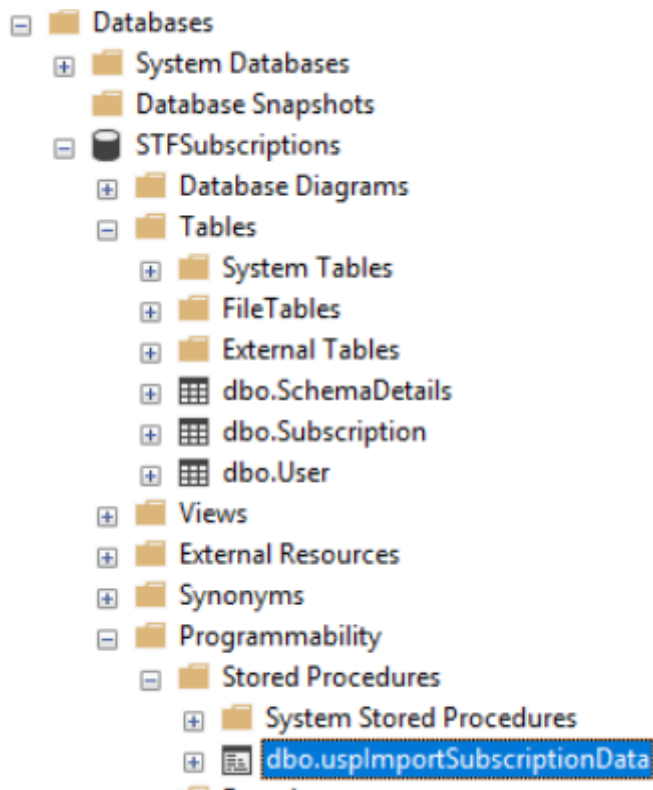 Databases
System Databases
Database Snapshots
STFSubscriptions
Database Diagrams
Tables
System Tables
FileTables
External Tables
dbo.SchemaDetails
dbo.Subscription
dbo.User
Views
External Resources
Synonyms
Programmability
Stored Procedures
System Stored Procedures
dbo.uspImportSubscriptionData